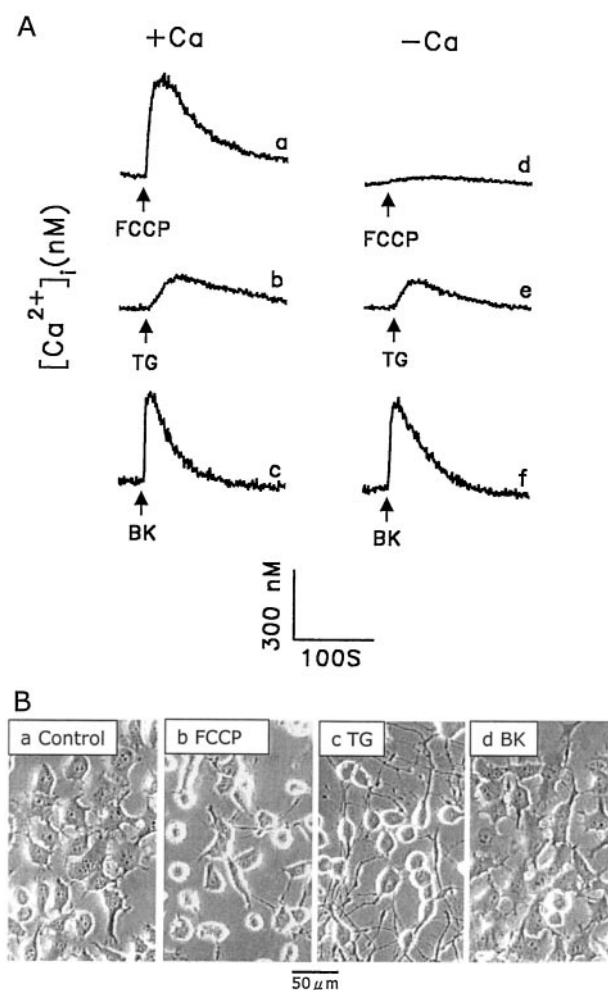 A
+Ca
−Ca
a
FCCP
d
FCCP
[Ca²⁺]ᵢ(nM)
b
TG
e
TG
c
BK
f
BK
300 nM
100S
B
a Control
b FCCP
c TG
d BK
50 μm